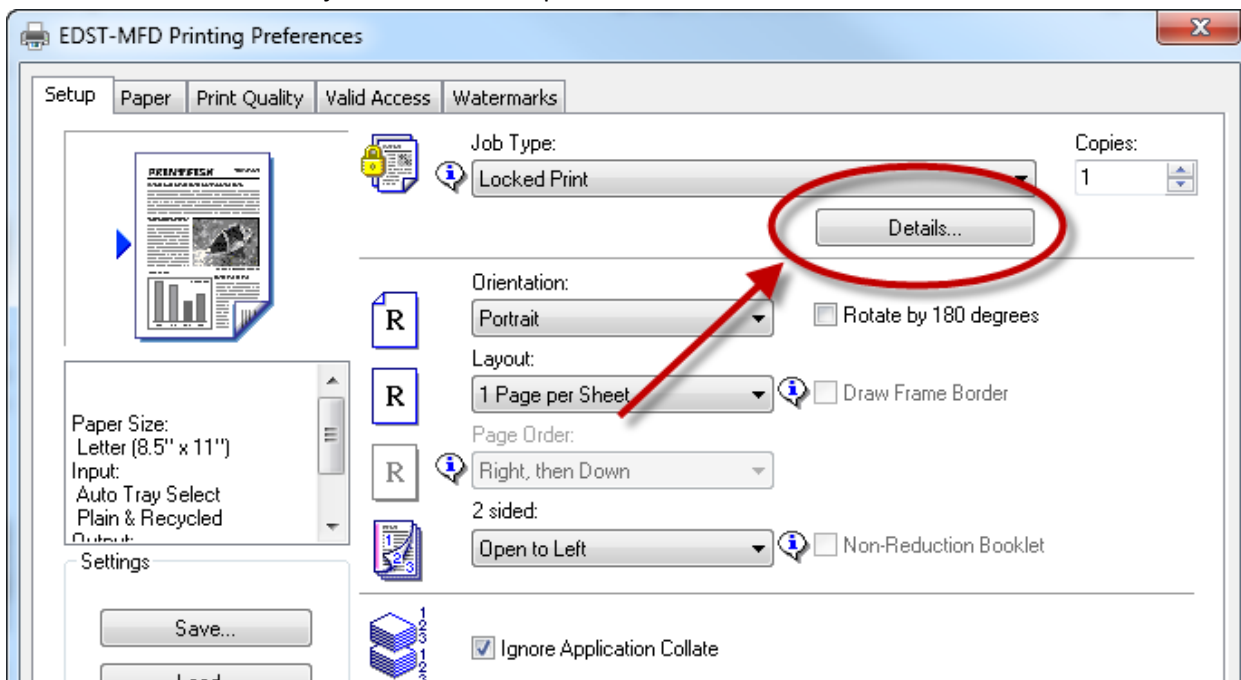 EDST-MFD Printing Preferences
Setup Paper Print Quality Valid Access Watermarks
Job Type: Copies:
Locked Print 1
Details...
Orientation:
R Portrait Rotate by 180 degrees
Layout:
R 1 Page per Sheet Draw Frame Border
Paper Size:
Letter (8.5" x 11")
Input:
Auto Tray Select
Plain & Recycled
Output:
Page Order:
R Right, then Down
2 sided:
Open to Left Non-Reduction Booklet
Settings
Save...
Load...
Ignore Application Collate